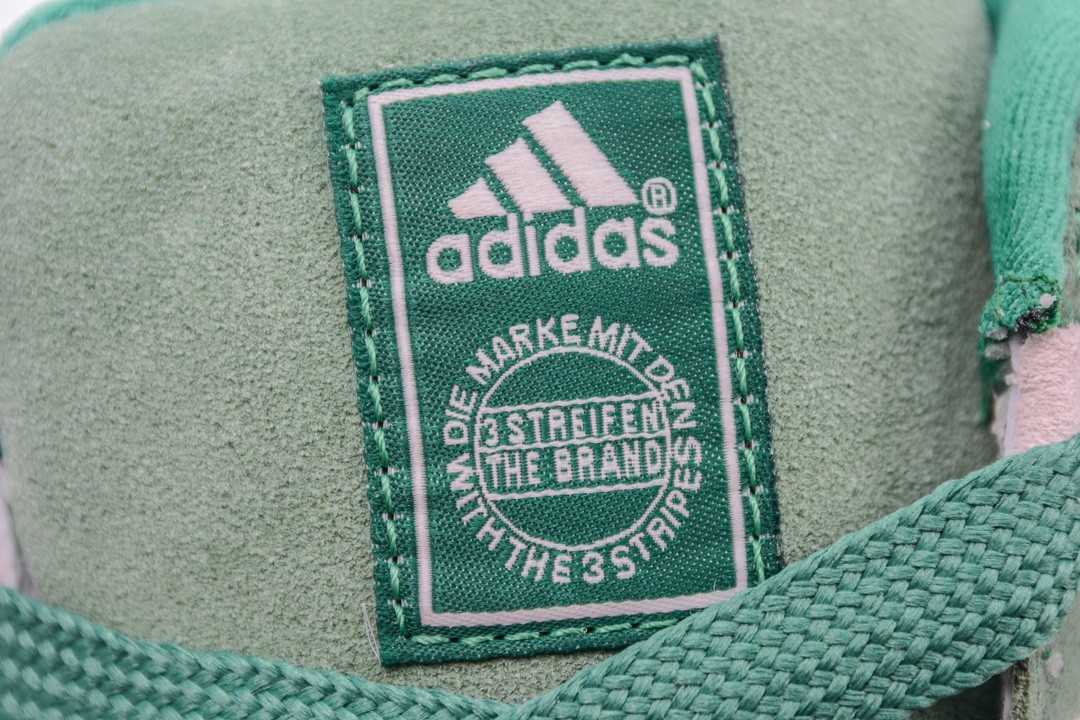 adidas®
DIE MARKE MIT DEN
3 STREIFEN
THE BRAND
WITH THE 3 STRIPES